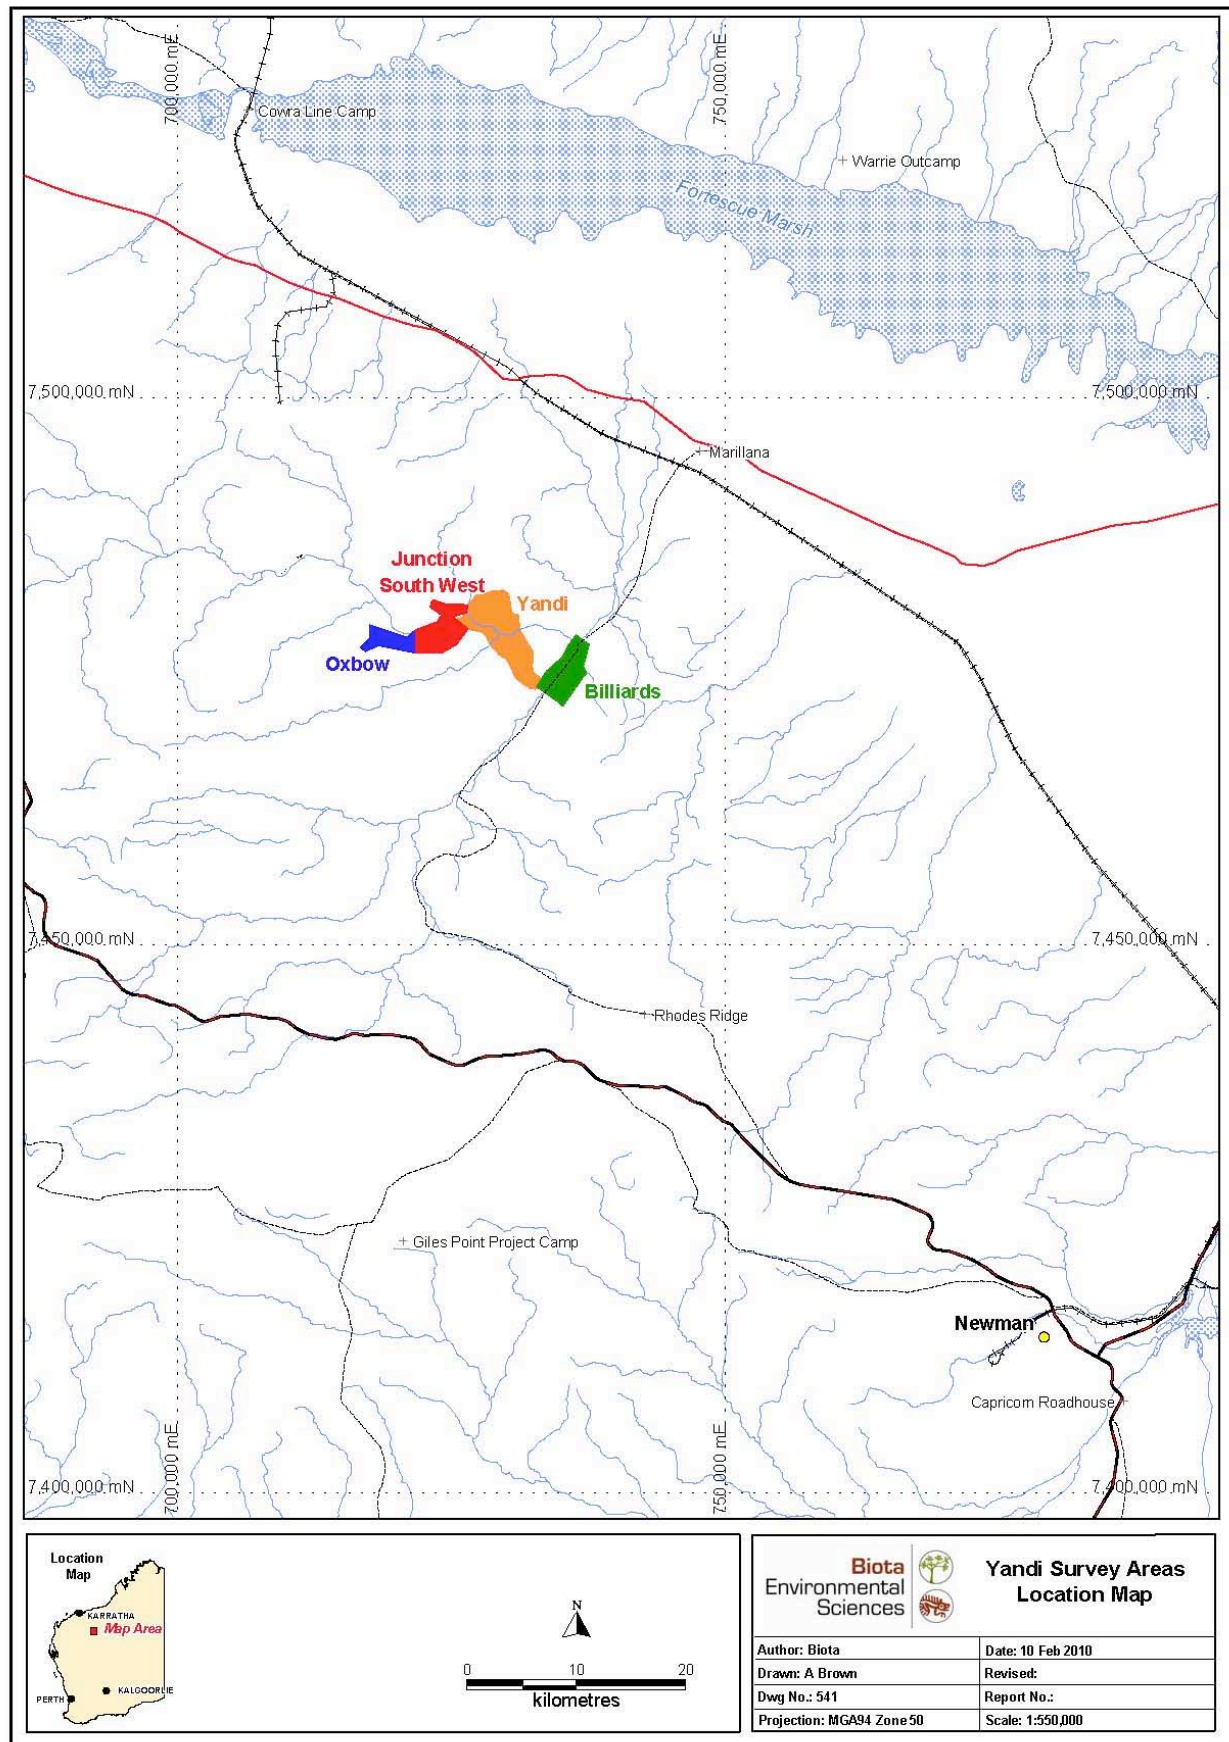 700,000 mE
750,000 mE
Cowra Line Camp
Warrie Outcamp
Fortescue Marsh
7,500,000 mN
7,500,000 mN
Marillana
Junction
South West
Yandi
Oxbow
Billiards
7,450,000 mN
7,450,000 mN
Rhodes Ridge
Giles Point Project Camp
Newman
Capricorn Roadhouse
700,000 mE
750,000 mE
7,400,000 mN
7,400,000 mN
Location
Map
KARRATHA
Map Area
PERTH
KALGOORLIE
N
0 10 20
kilometres
Biota
Environmental
Sciences
Yandi Survey Areas
Location Map
Author: Biota
Date: 10 Feb 2010
Drawn: A Brown
Revised:
Dwg No.: 541
Report No.:
Projection: MGA94 Zone 50
Scale: 1:550,000